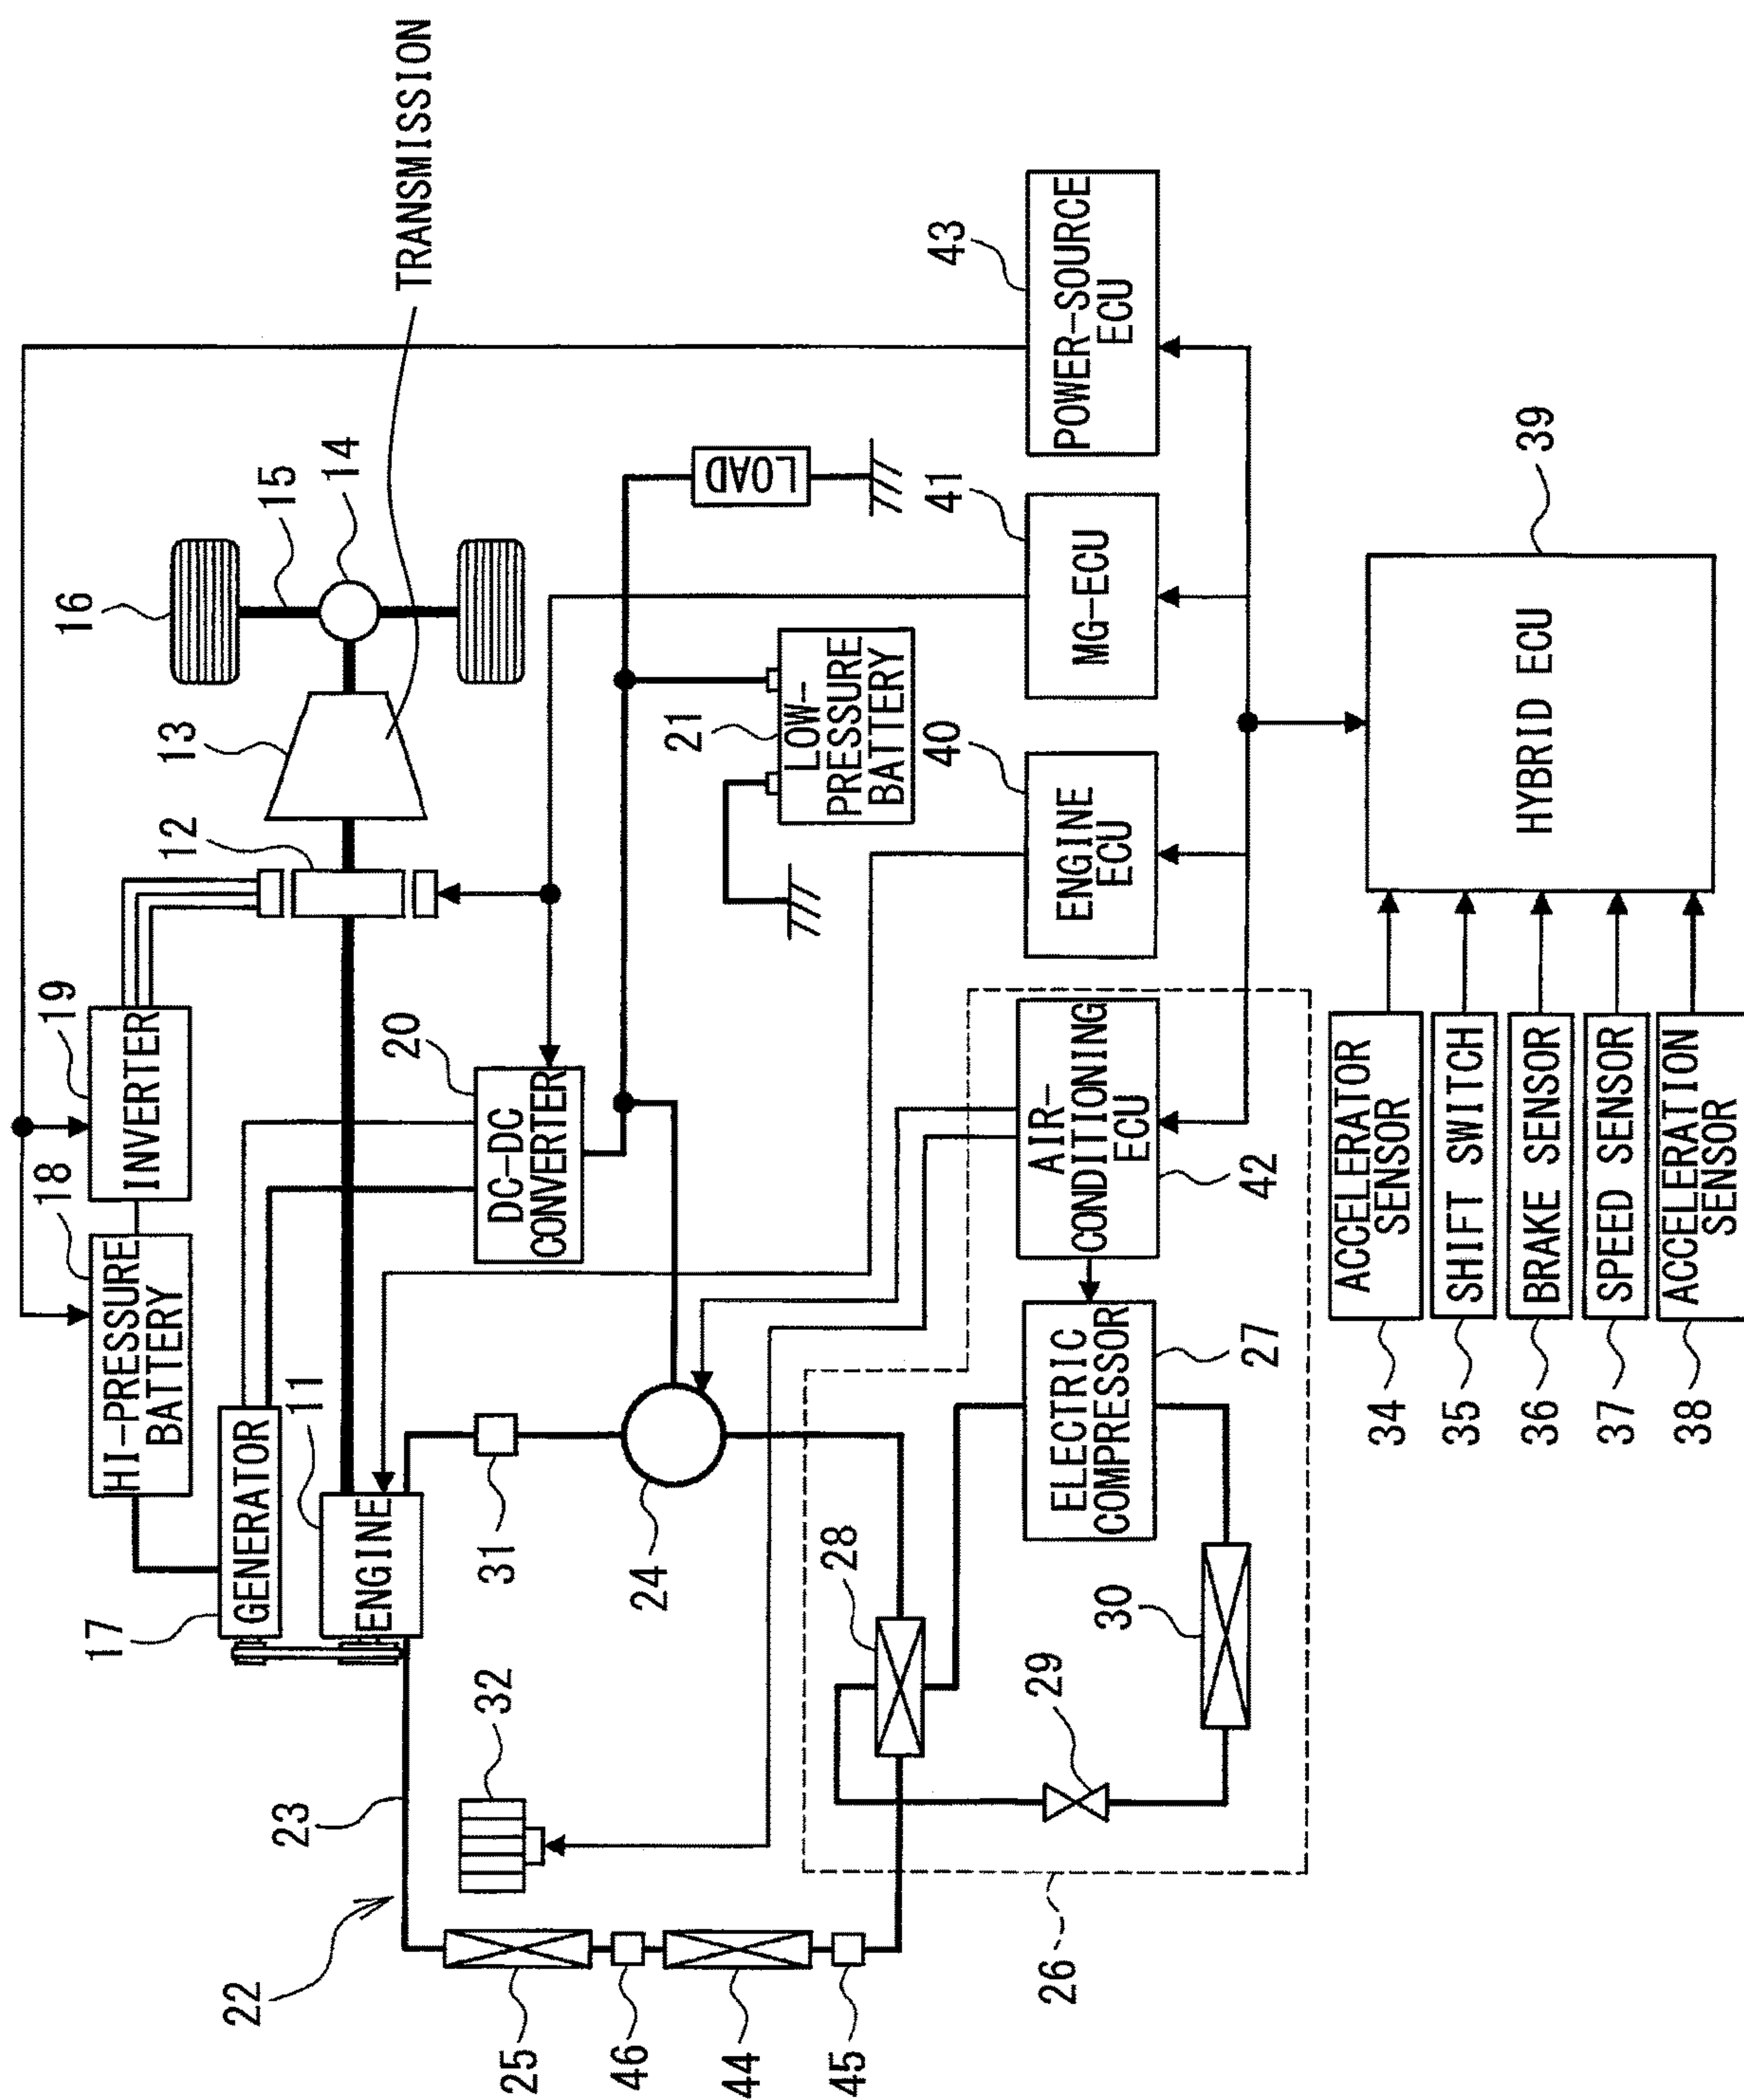 TRANSMISSION
16
15
14
13
12
19
INVERTER
18
HI-PRESSURE
BATTERY
17
GENERATOR
11
ENGINE
20
DC-DC
CONVERTER
LOAD
21
LOW-
PRESSURE
BATTERY
22
23
32
31
24
25
46
44
45
43
POWER-SOURCE
ECU
41
MG-ECU
40
ENGINE
ECU
AIR-
CONDITIONING
ECU
42
ELECTRIC
COMPRESSOR
27
28
29
30
26
39
HYBRID ECU
ACCELERATOR
SENSOR
34
SHIFT SWITCH
35
BRAKE SENSOR
36
SPEED SENSOR
37
ACCELERATION
SENSOR
38